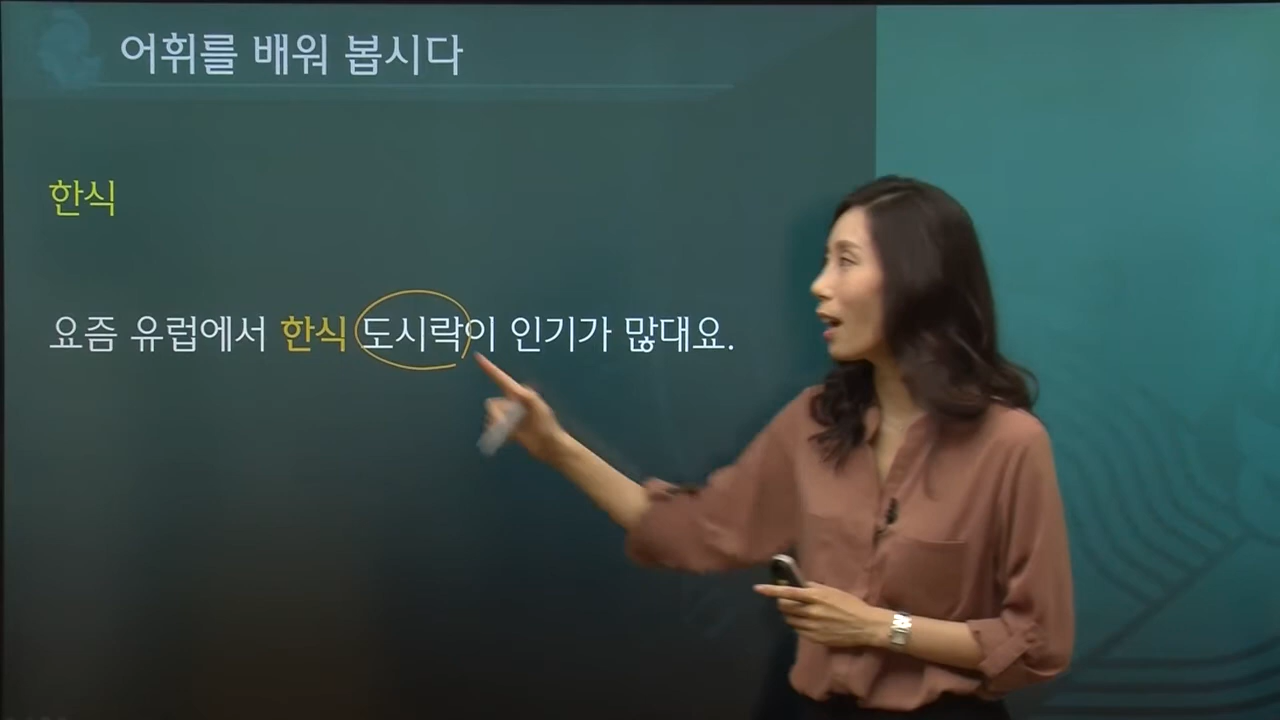 어휘를 배워 봅시다
한식
요즘 유럽에서 한식 도시락이 인기가 많대요.